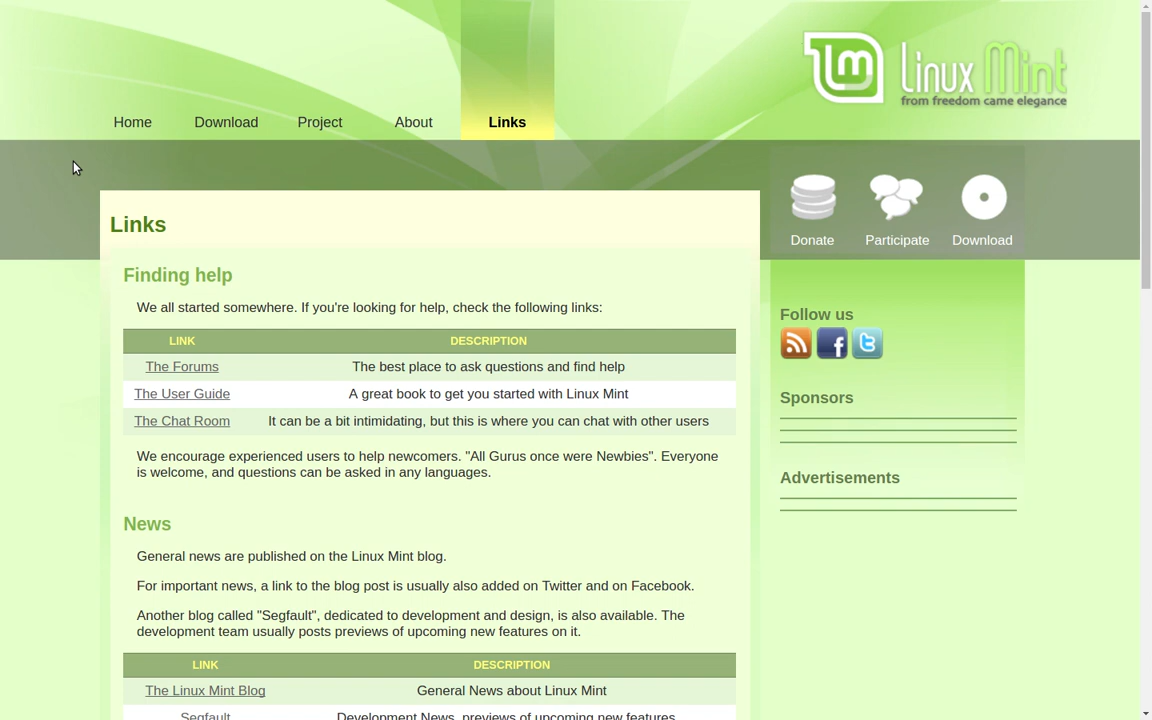 Linux Mint
from freedom came elegance
Home Download Project About Links
Donate Participate Download
Links
Finding help
We all started somewhere. If you're looking for help, check the following links:
LINK DESCRIPTION
The Forums The best place to ask questions and find help
The User Guide A great book to get you started with Linux Mint
The Chat Room It can be a bit intimidating, but this is where you can chat with other users
We encourage experienced users to help newcomers. "All Gurus once were Newbies". Everyone
is welcome, and questions can be asked in any languages.
News
General news are published on the Linux Mint blog.
For important news, a link to the blog post is usually also added on Twitter and on Facebook.
Another blog called "Segfault", dedicated to development and design, is also available. The
development team usually posts previews of upcoming new features on it.
LINK DESCRIPTION
The Linux Mint Blog General News about Linux Mint
Segfault Development News, previews of upcoming new features
Follow us
Sponsors
Advertisements